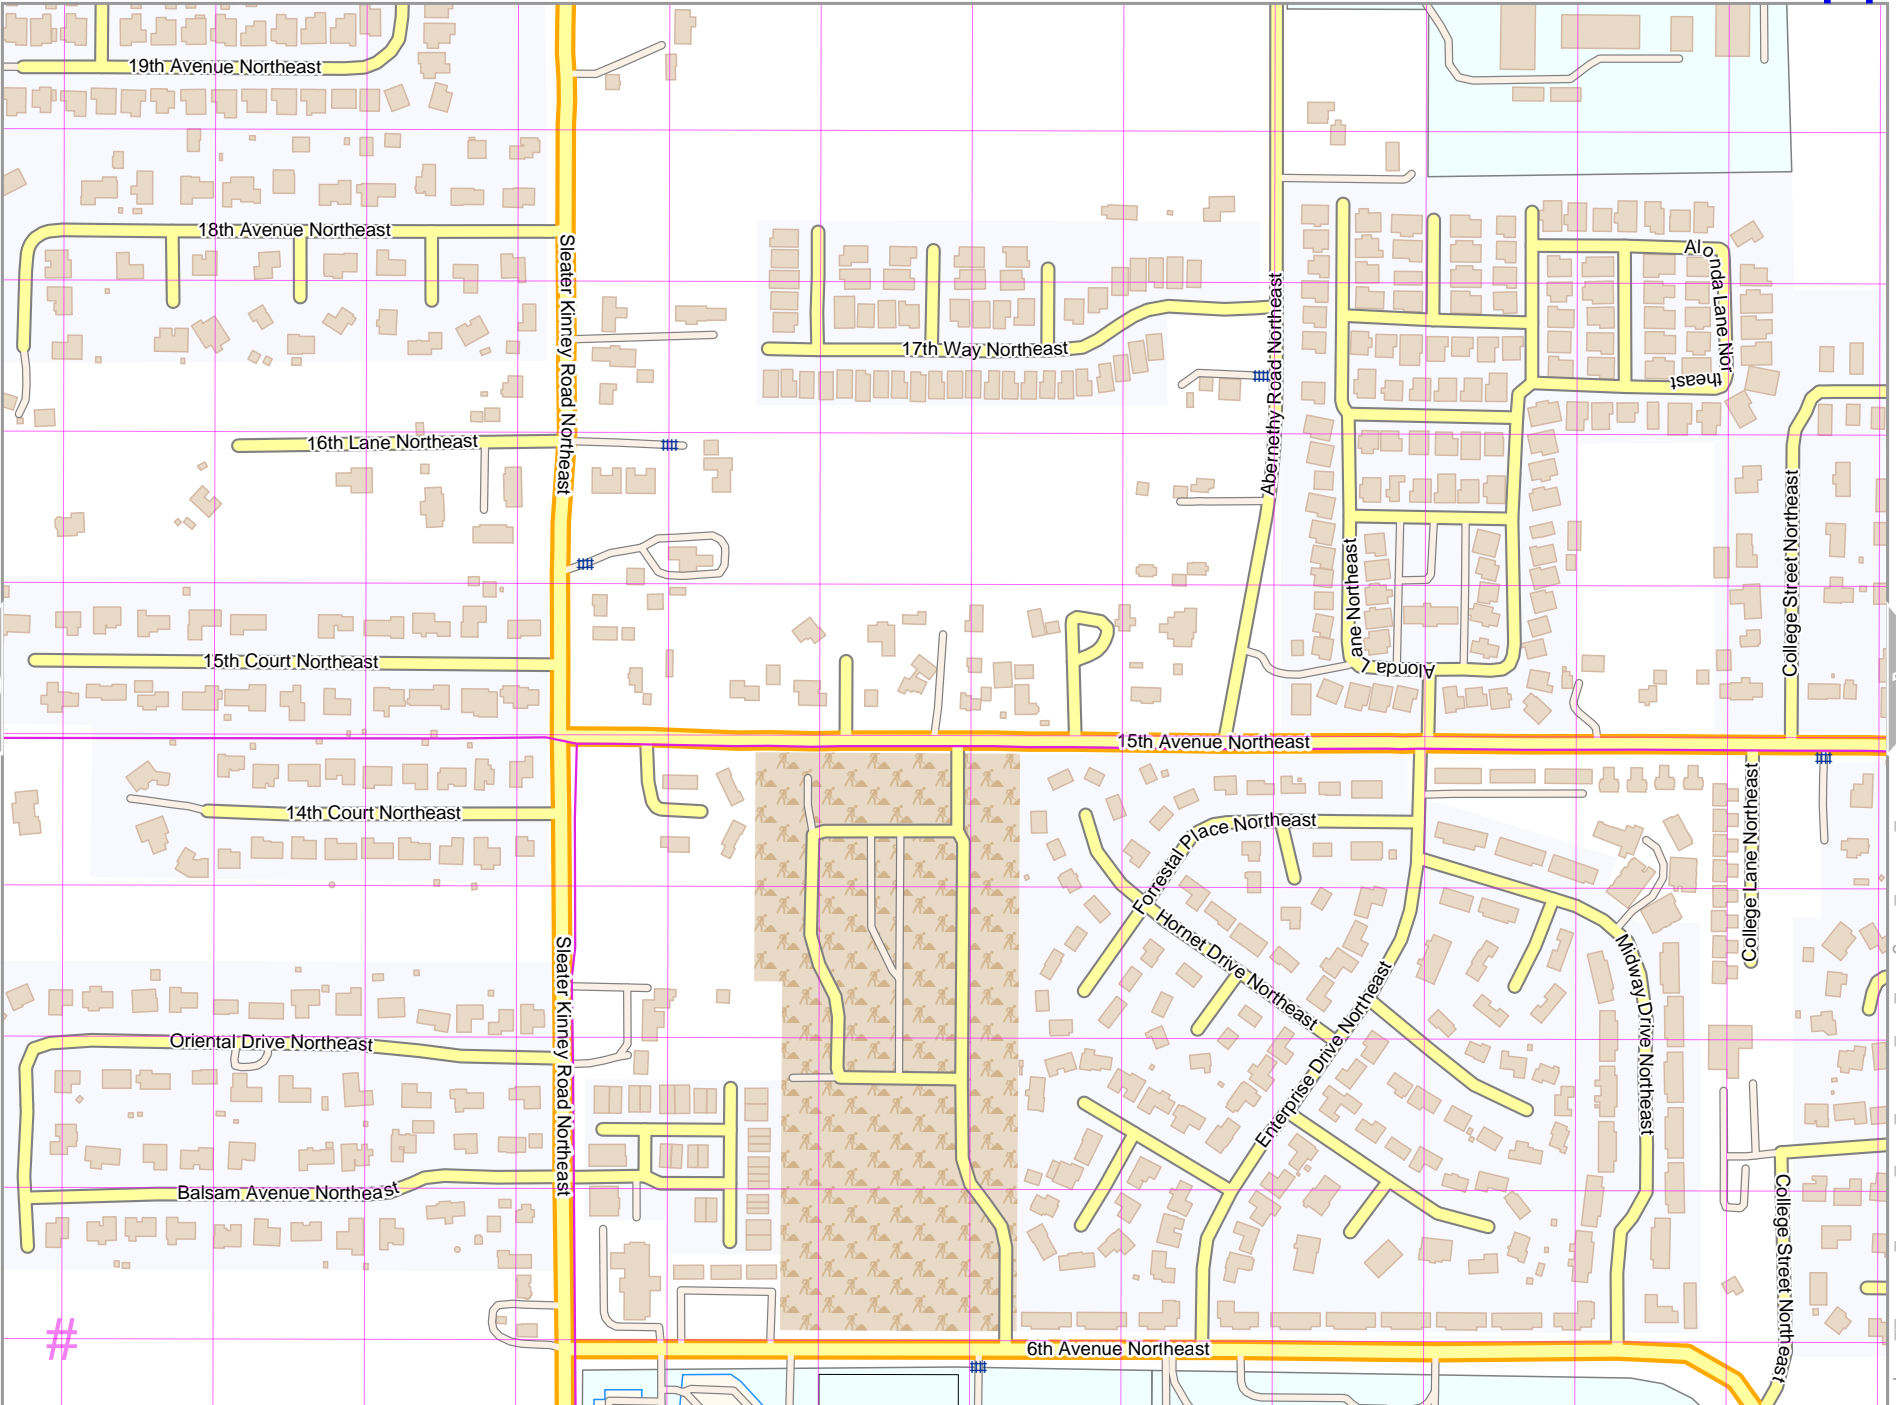 19th Avenue Northeast
18th Avenue Northeast
Sleater Kinney Road Northeast
17th Way Northeast
Abernethy Road Northeast
Alonda Lane Northeast
16th Lane Northeast
College Street Northeast
Alonda Lane Northeast
15th Court Northeast
15th Avenue Northeast
14th Court Northeast
Forrestal Place Northeast
College Lane Northeast
Hornet Drive Northeast
Sleater Kinney Road Northeast
Enterprise Drive Northeast
Midway Drive Northeast
Oriental Drive Northeast
Balsam Avenue Northeast
College Street Northeast
6th Avenue Northeast
#